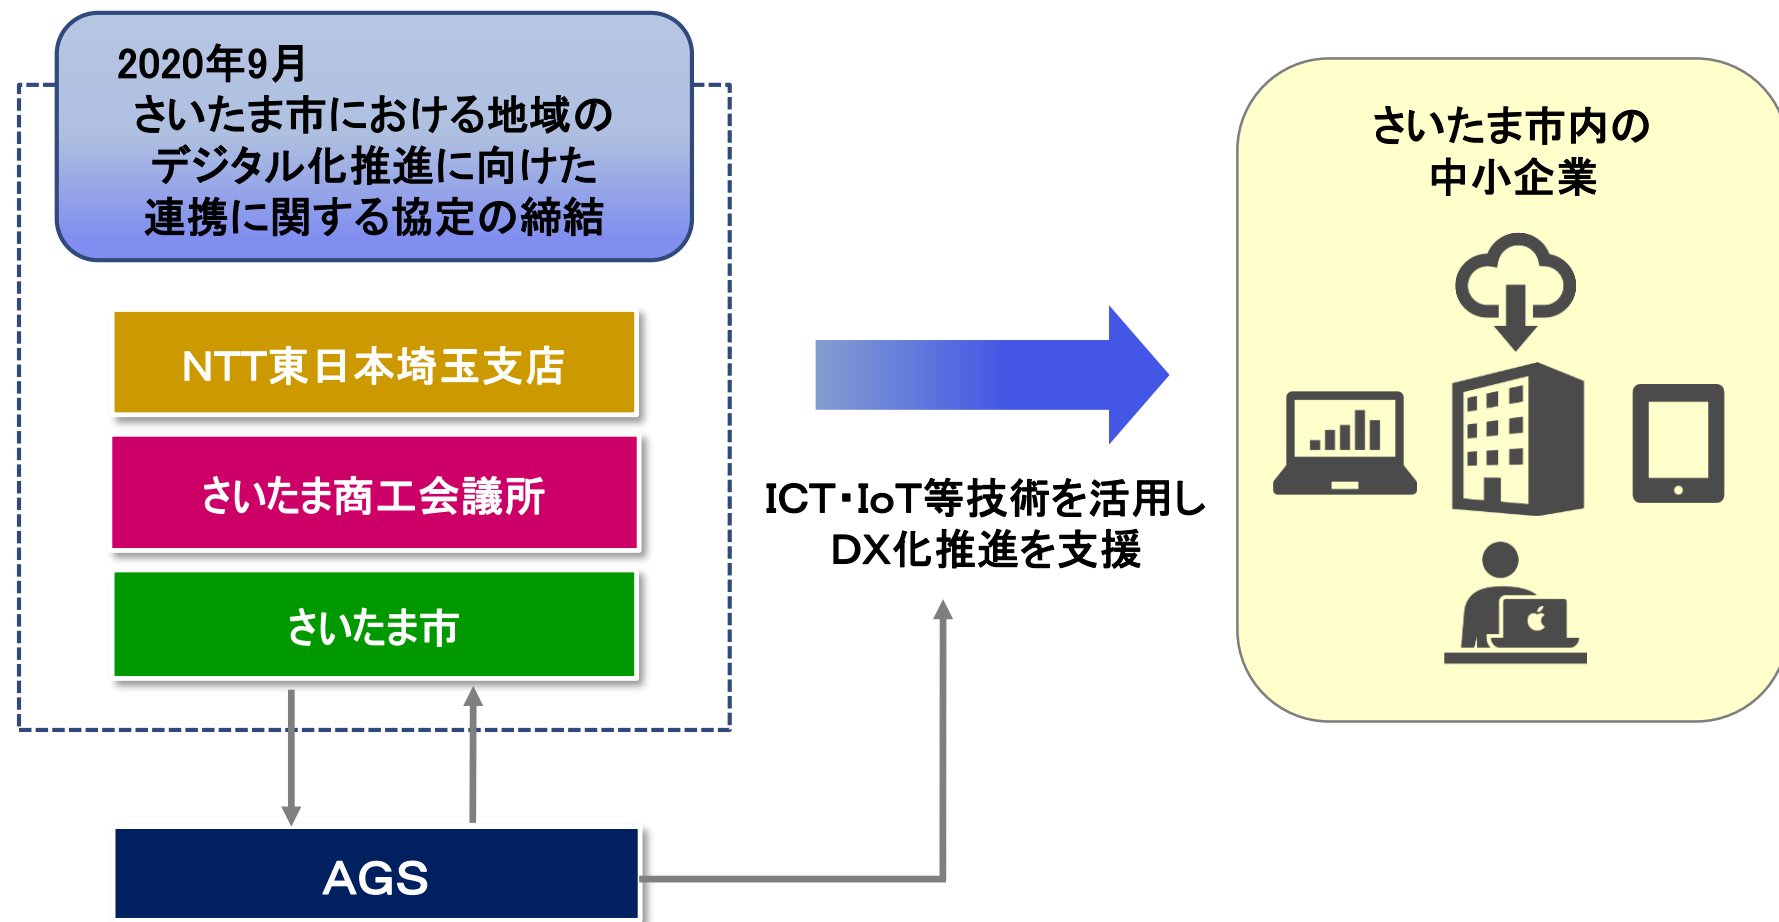 2020年9月
さいたま市における地域の
デジタル化推進に向けた
連携に関する協定の締結
NTT東日本埼玉支店
さいたま商工会議所
さいたま市
AGS
ICT・IoT等技術を活用し
DX化推進を支援
さいたま市内の
中小企業